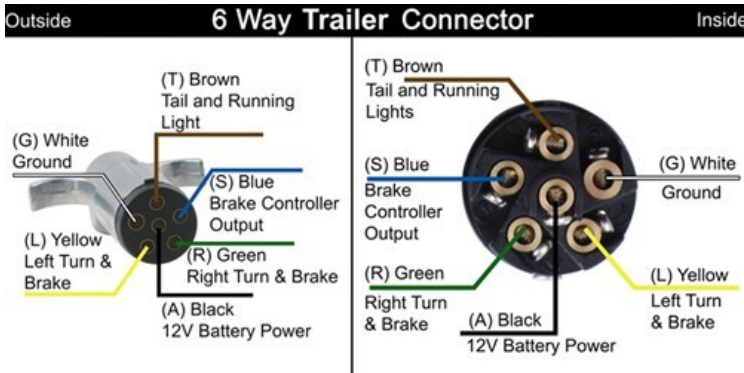 Outside
6 Way Trailer Connector
Inside
(T) Brown
Tail and Running
Light
(G) White
Ground
(S) Blue
Brake Controller
Output
(L) Yellow
Left Turn &
Brake
(R) Green
Right Turn & Brake
(A) Black
12V Battery Power
(T) Brown
Tail and Running
Lights
(S) Blue
Brake
Controller
Output
(G) White
Ground
(R) Green
Right Turn
& Brake
(L) Yellow
Left Turn
& Brake
(A) Black
12V Battery Power